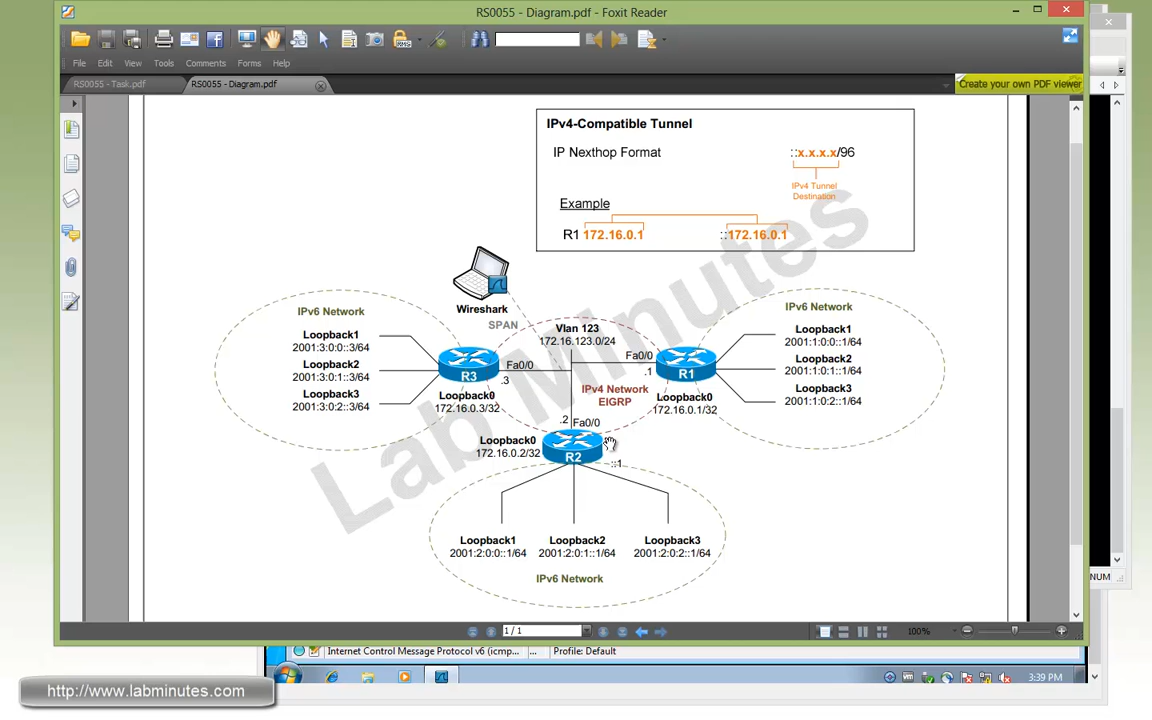 RS0055 - Diagram.pdf - Foxit Reader
File Edit View Tools Comments Forms Help
RS0055 - Task.pdf RS0055 - Diagram.pdf
Create your own PDF viewer
IPv4-Compatible Tunnel
IP Nexthop Format ::x.x.x.x/96
IPv4 Tunnel
Destination
Example
R1 172.16.0.1 ::172.16.0.1
Lab Minutes
Wireshark
SPAN
IPv6 Network
Loopback1
2001:3:0:0::3/64
Loopback2
2001:3:0:1::3/64
Loopback3
2001:3:0:2::3/64
R3
Fa0/0
.3
Loopback0
172.16.0.3/32
Vlan 123
172.16.123.0/24
IPv4 Network
EIGRP
Fa0/0
.1
R1
Loopback0
172.16.0.1/32
IPv6 Network
Loopback1
2001:1:0:0::1/64
Loopback2
2001:1:0:1::1/64
Loopback3
2001:1:0:2::1/64
.2 Fa0/0
Loopback0
172.16.0.2/32
R2
::1
Loopback1
2001:2:0:0::1/64
Loopback2
2001:2:0:1::1/64
Loopback3
2001:2:0:2::1/64
IPv6 Network
1 / 1
100%
NUM
Internet Control Message Protocol v6 (icmp... ... Profile: Default
3:39 PM
http://www.labminutes.com